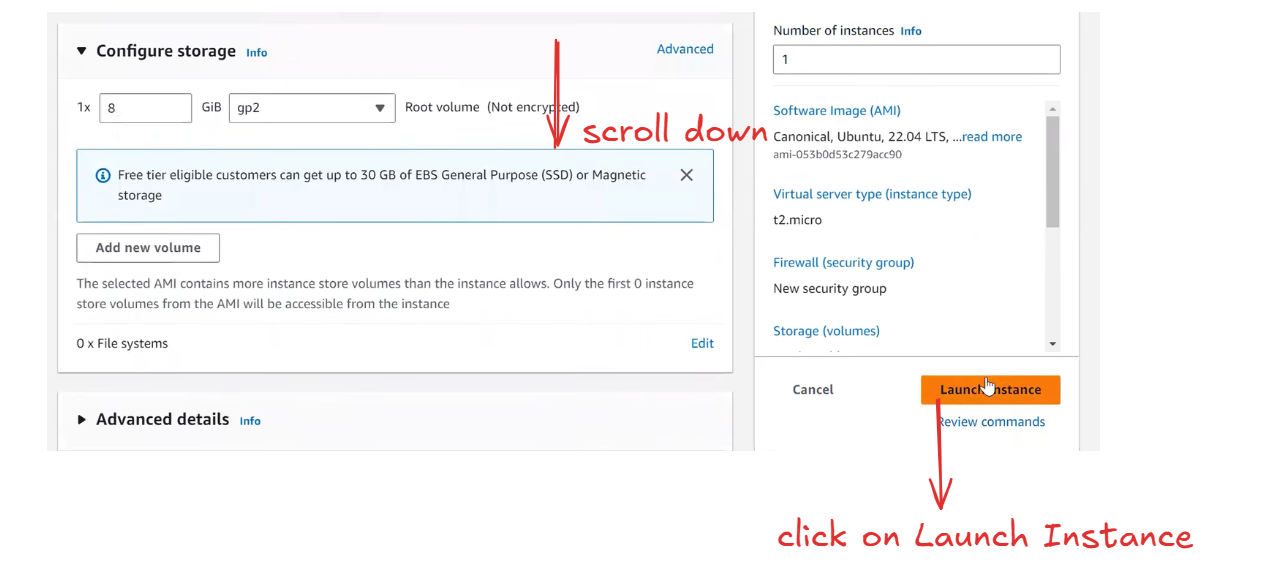 Configure storage Info
Advanced
1x 8 GiB gp2 Root volume (Not encrypted)
scroll down
Free tier eligible customers can get up to 30 GB of EBS General Purpose (SSD) or Magnetic
storage
Add new volume
The selected AMI contains more instance store volumes than the instance allows. Only the first 0 instance
store volumes from the AMI will be accessible from the instance
0 x File systems
Edit
Advanced details Info
Number of instances Info
1
Software Image (AMI)
Canonical, Ubuntu, 22.04 LTS, ...read more
ami-053b0d53c279acc90
Virtual server type (instance type)
t2.micro
Firewall (security group)
New security group
Storage (volumes)
Cancel
Launch instance
Review commands
click on Launch Instance